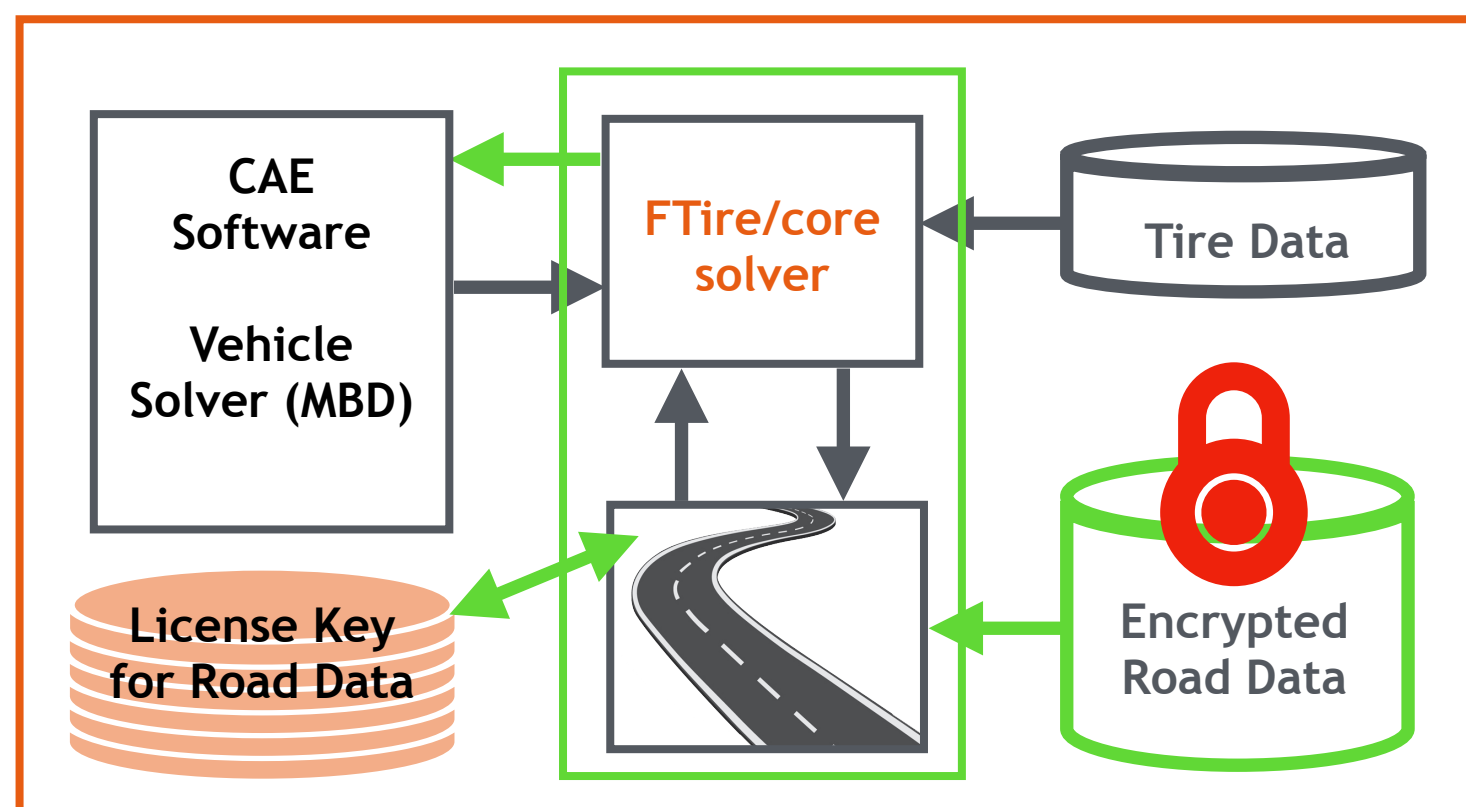 CAE
Software
Vehicle
Solver (MBD)
FTire/core
solver
Tire Data
License Key
for Road Data
Encrypted
Road Data